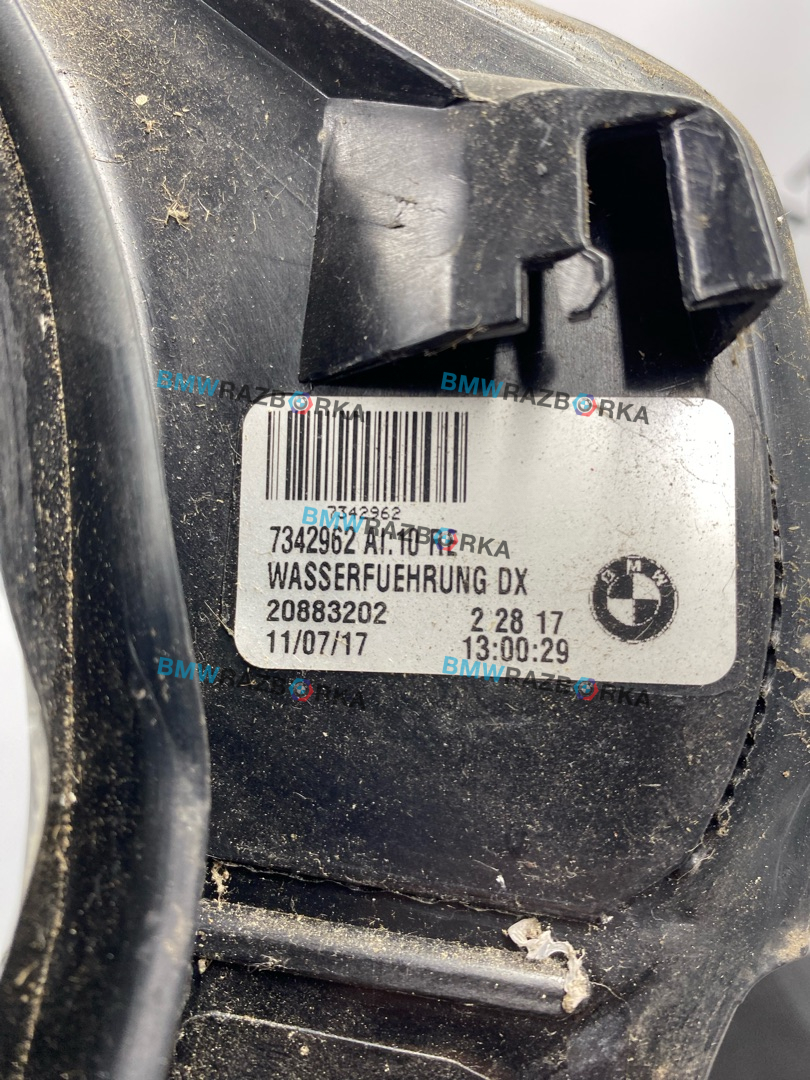 BMWRAZBORKA
BMWRAZBORKA
7342962
BMWRAZBORKA
7342962 AI:10 RE
WASSERFUEHRUNG DX
BMW
20883202 2 28 17
11/07/17 13:00:29
BMWRAZBORKA
BMWRAZBORKA